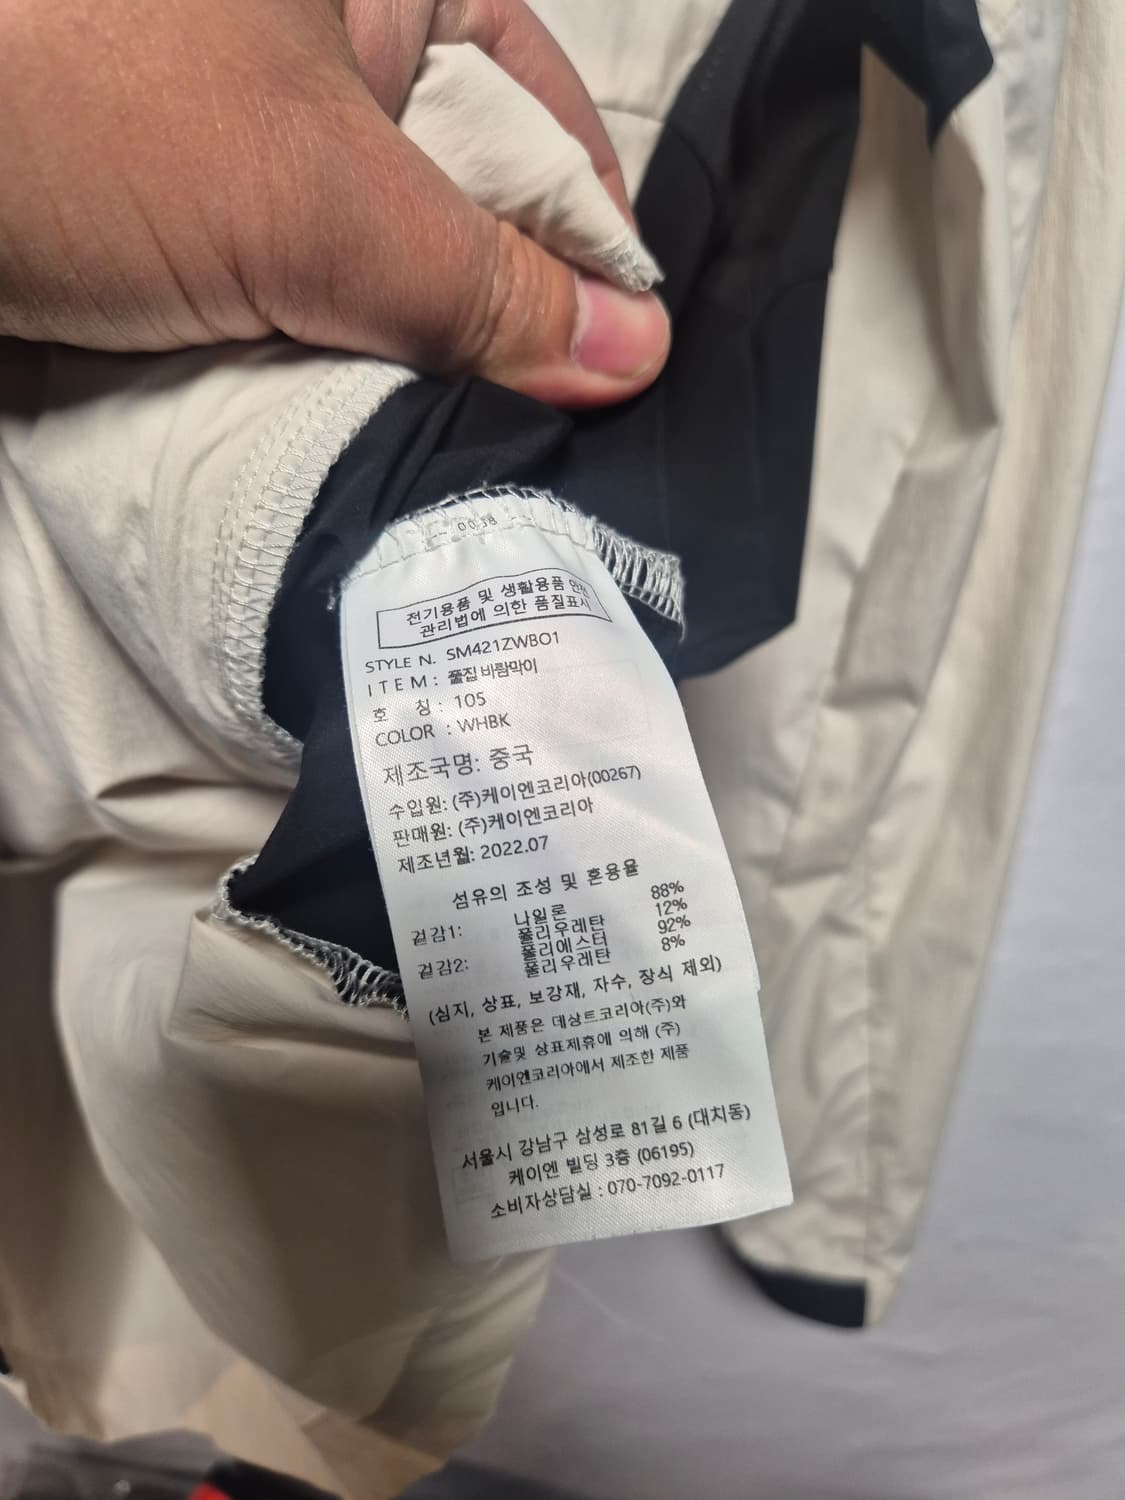 0038
전기용품 및 생활용품 안전
관리법에 의한 품질표시
STYLE N. SM421ZWBO1
ITEM : 풀집 바람막이
호 칭 : 105
COLOR : WHBK
제조국명: 중국
수입원: (주)케이엔코리아(00267)
판매원: (주)케이엔코리아
제조년월: 2022.07
섬유의 조성 및 혼용율
겉감1: 나일론 88%
폴리우레탄 12%
겉감2: 폴리에스터 92%
폴리우레탄 8%
(심지, 상표, 보강재, 자수, 장식 제외)
본 제품은 데상트코리아(주)와
기술및 상표제휴에 의해 (주)
케이엔코리아에서 제조한 제품
입니다.
서울시 강남구 삼성로 81길 6 (대치동)
케이엔 빌딩 3층 (06195)
소비자상담실 : 070-7092-0117